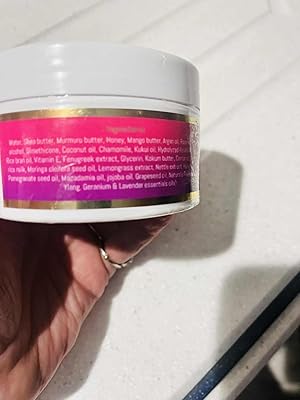 Ingredients
Water, Shea butter, Murmuru butter, Honey, Mango butter, Argan oil,
alcohol, Dimethicone, Coconut oil, Chamomile, Kukui oil, Hydrolyzed
Rice bran oil, Vitamin E, Fenugreek extract, Glycerin, Kokum butter,
rice milk, Moringa oleifera seed oil, Lemongrass extract, Nettle extract,
Pomegranate seed oil, Macadamia oil, jojoba oil, Grapeseed oil,
Ylang, Geranium & Lavender essentials oils